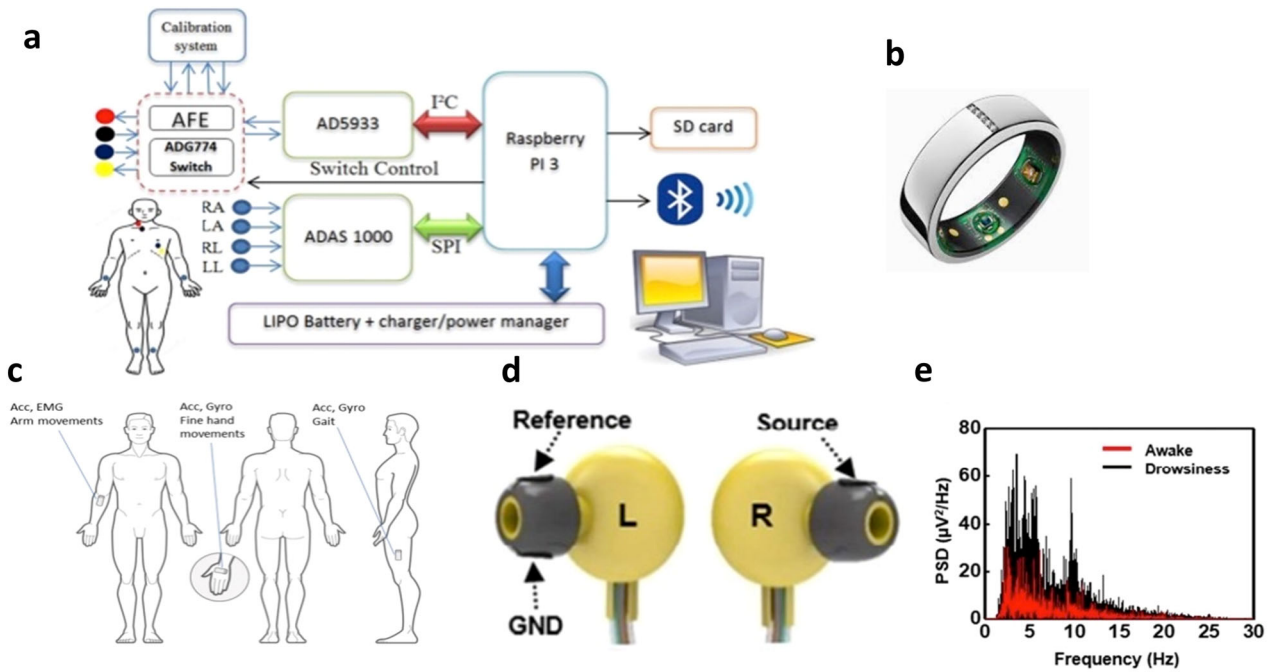 a
Calibration
system
AFE
ADG774
Switch
AD5933
I²C
Switch Control
RA
LA
RL
LL
ADAS 1000
SPI
Raspberry
PI 3
SD card
LIPO Battery + charger/power manager
b
c
Acc, EMG
Arm movements
Acc, Gyro
Fine hand
movements
Acc, Gyro
Gait
d
Reference
L
GND
Source
R
e
PSD (µV²/Hz)
80
60
40
20
0
Awake
Drowsiness
0 5 10 15 20 25 30
Frequency (Hz)